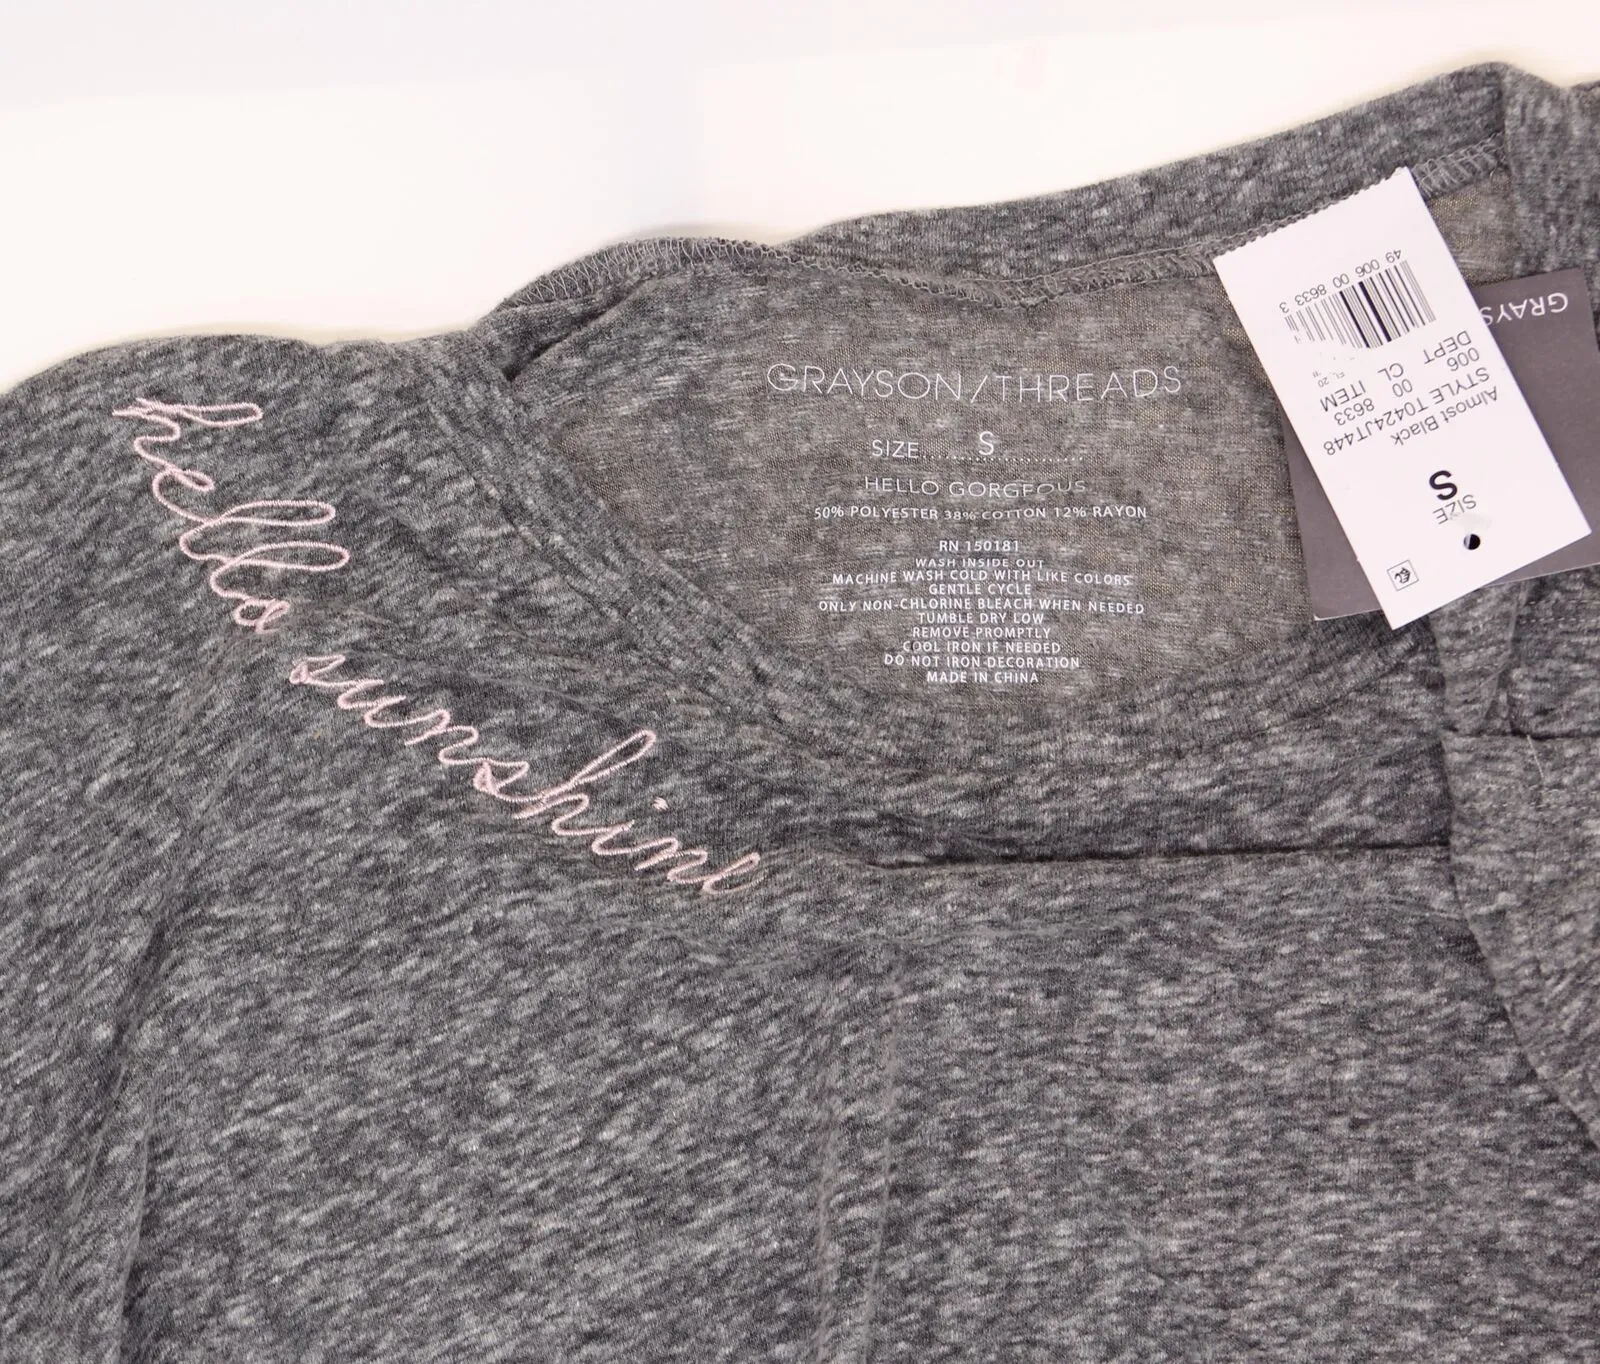 hello
sunshine
GRAYSON/THREADS
SIZE............S............
HELLO GORGEOUS
50% POLYESTER 38% COTTON 12% RAYON
RN 150181
WASH INSIDE OUT
MACHINE WASH COLD WITH LIKE COLORS
GENTLE CYCLE
ONLY NON-CHLORINE BLEACH WHEN NEEDED
TUMBLE DRY LOW
REMOVE PROMPTLY
COOL IRON IF NEEDED
DO NOT IRON DECORATION
MADE IN CHINA
49 006 00 8633 3
DEPT CL ITEM
006 00 8633
STYLE T0424JT448
Almost Black
SIZE
S
GRAYS